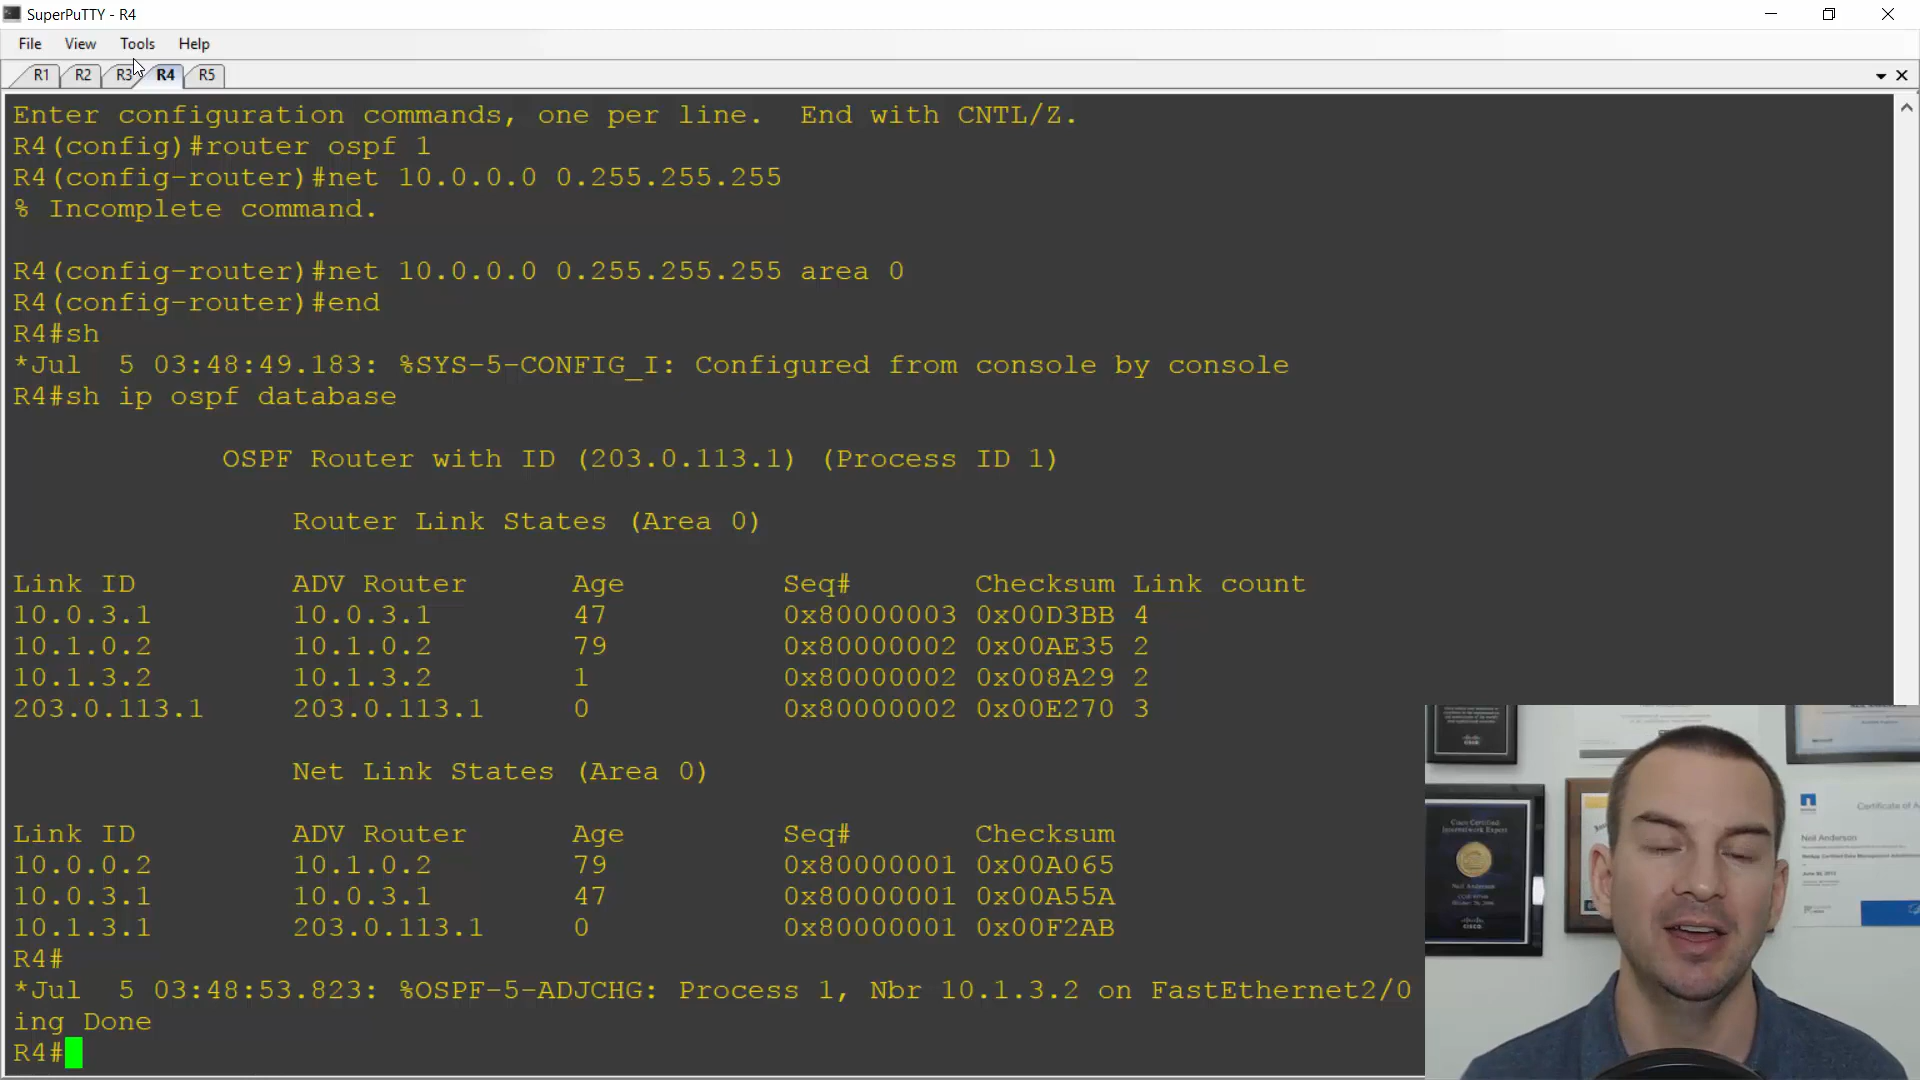 SuperPuTTY - R4
File View Tools Help
R1 R2 R3 R4 R5
Enter configuration commands, one per line.  End with CNTL/Z.
R4(config)#router ospf 1
R4(config-router)#net 10.0.0.0 0.255.255.255
% Incomplete command.
R4(config-router)#net 10.0.0.0 0.255.255.255 area 0
R4(config-router)#end
R4#sh
*Jul  5 03:48:49.183: %SYS-5-CONFIG_I: Configured from console by console
R4#sh ip ospf database
OSPF Router with ID (203.0.113.1) (Process ID 1)
Router Link States (Area 0)
Link ID ADV Router Age Seq# Checksum Link count
10.0.3.1 10.0.3.1 47 0x80000003 0x00D3BB 4
10.1.0.2 10.1.0.2 79 0x80000002 0x00AE35 2
10.1.3.2 10.1.3.2 1 0x80000002 0x008A29 2
203.0.113.1 203.0.113.1 0 0x80000002 0x00E270 3
Net Link States (Area 0)
Link ID ADV Router Age Seq# Checksum
10.0.0.2 10.1.0.2 79 0x80000001 0x00A065
10.0.3.1 10.0.3.1 47 0x80000001 0x00A55A
10.1.3.1 203.0.113.1 0 0x80000001 0x00F2AB
R4#
*Jul  5 03:48:53.823: %OSPF-5-ADJCHG: Process 1, Nbr 10.1.3.2 on FastEthernet2/0
ing Done
R4#
Cisco Certified
Internetwork Expert
Neil Anderson
Certificate of A
Neil Anderson